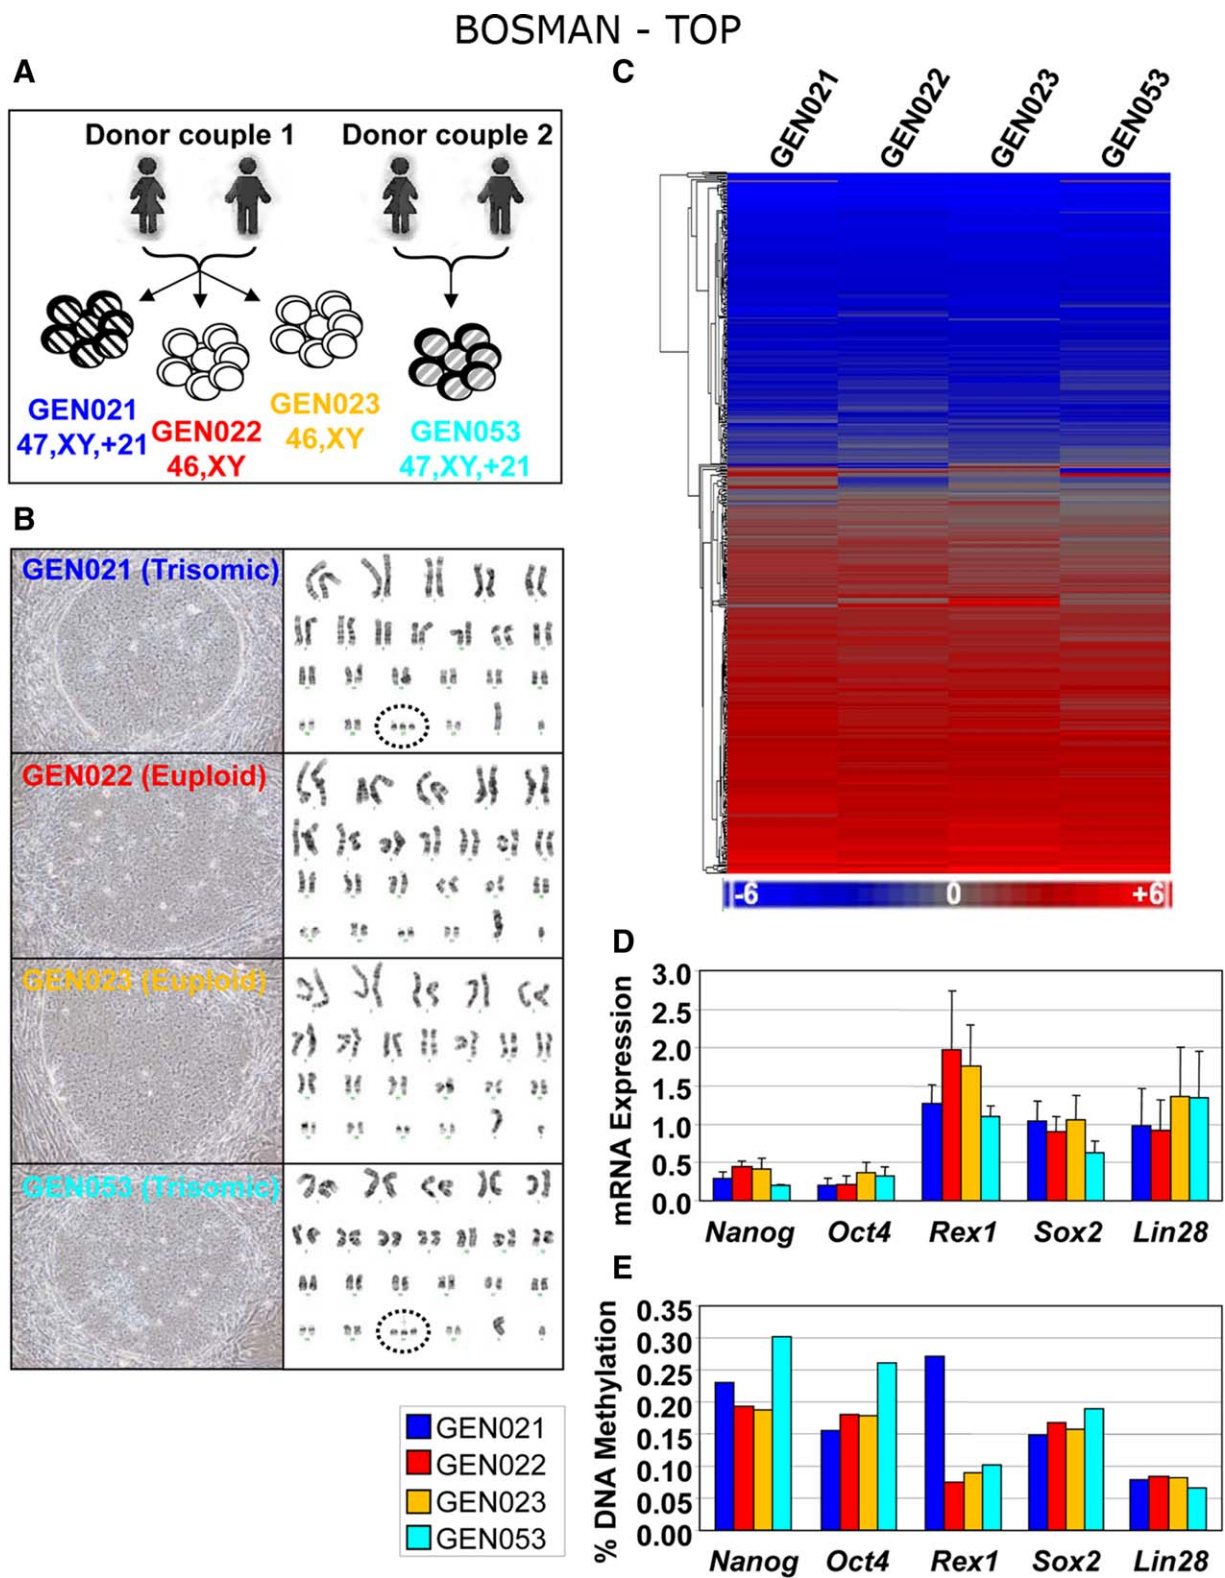 BOSMAN - TOP
A
Donor couple 1
Donor couple 2
GEN021
47,XY,+21
GEN022
46,XY
GEN023
46,XY
GEN053
47,XY,+21
B
GEN021 (Trisomic)
GEN022 (Euploid)
GEN023 (Euploid)
GEN053 (Trisomic)
GEN021
GEN022
GEN023
GEN053
C
GEN021
GEN022
GEN023
GEN053
-6
0
+6
D
mRNA Expression
3.0
2.5
2.0
1.5
1.0
0.5
0.0
Nanog
Oct4
Rex1
Sox2
Lin28
E
% DNA Methylation
0.35
0.30
0.25
0.20
0.15
0.10
0.05
0.00
Nanog
Oct4
Rex1
Sox2
Lin28